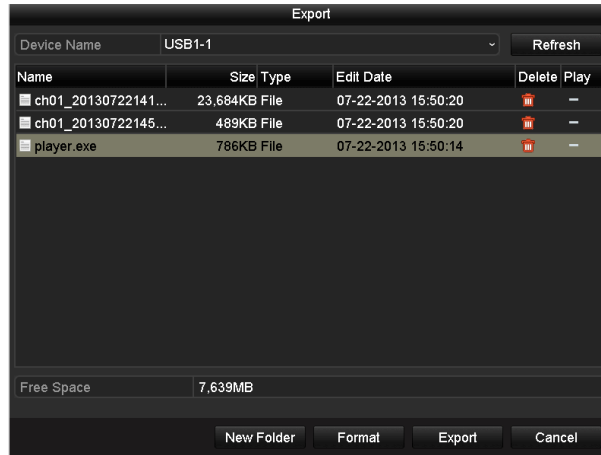 Export
Device Name USB1-1 Refresh
Name Size Type Edit Date Delete Play
ch01_20130722141... 23,684KB File 07-22-2013 15:50:20
ch01_20130722145... 489KB File 07-22-2013 15:50:20
player.exe 786KB File 07-22-2013 15:50:14
Free Space 7,639MB
New Folder Format Export Cancel